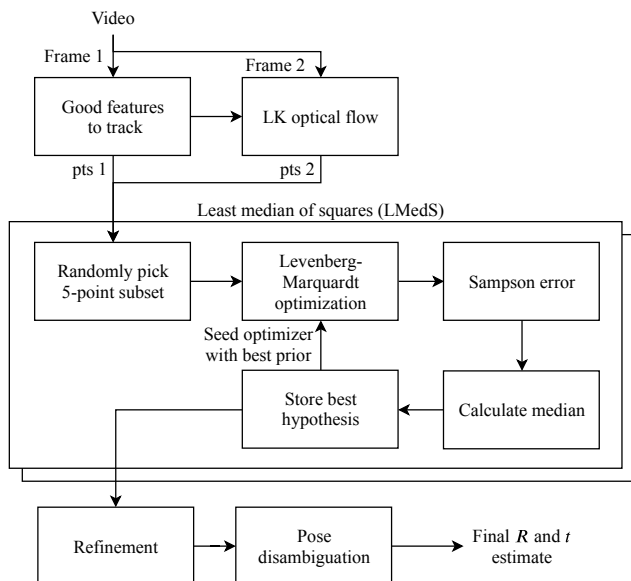 Video
Frame 1
Frame 2
Good features
to track
LK optical flow
pts 1
pts 2
Least median of squares (LMedS)
Randomly pick
5-point subset
Levenberg-
Marquardt
optimization
Sampson error
Seed optimizer
with best prior
Store best
hypothesis
Calculate median
Refinement
Pose
disambiguation
Final R and t
estimate